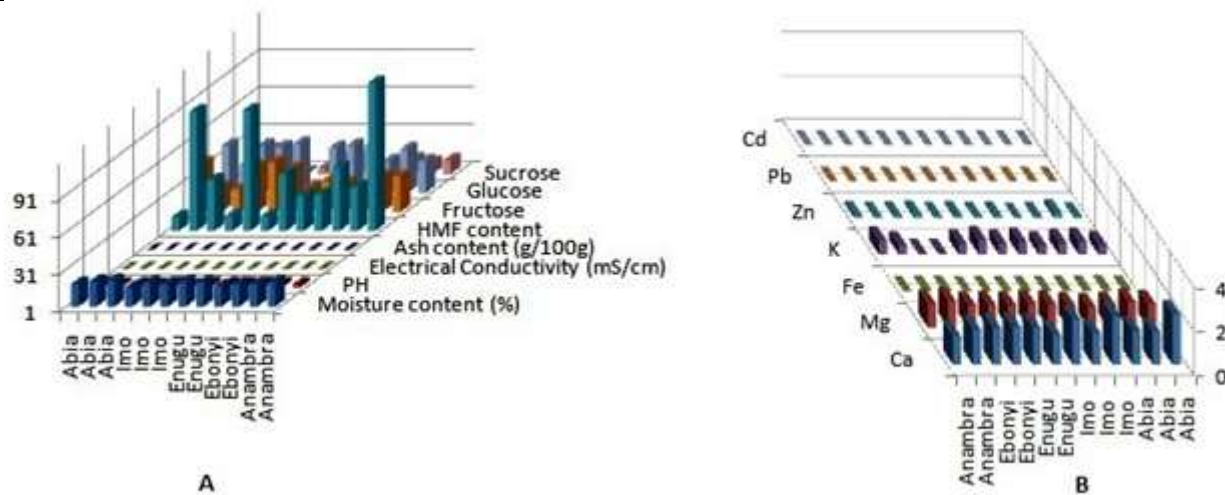 91
61
31
1
Sucrose
Glucose
Fructose
HMF content
Ash content (g/100g)
Electrical Conductivity (mS/cm)
PH
Moisture content (%)
Abia
Abia
Abia
Imo
Imo
Imo
Enugu
Enugu
Ebonyi
Ebonyi
Anambra
Anambra
A
Cd
Pb
Zn
K
Fe
Mg
Ca
4
2
0
Anambra
Anambra
Ebonyi
Ebonyi
Enugu
Enugu
Imo
Imo
Imo
Abia
Abia
Abia
B